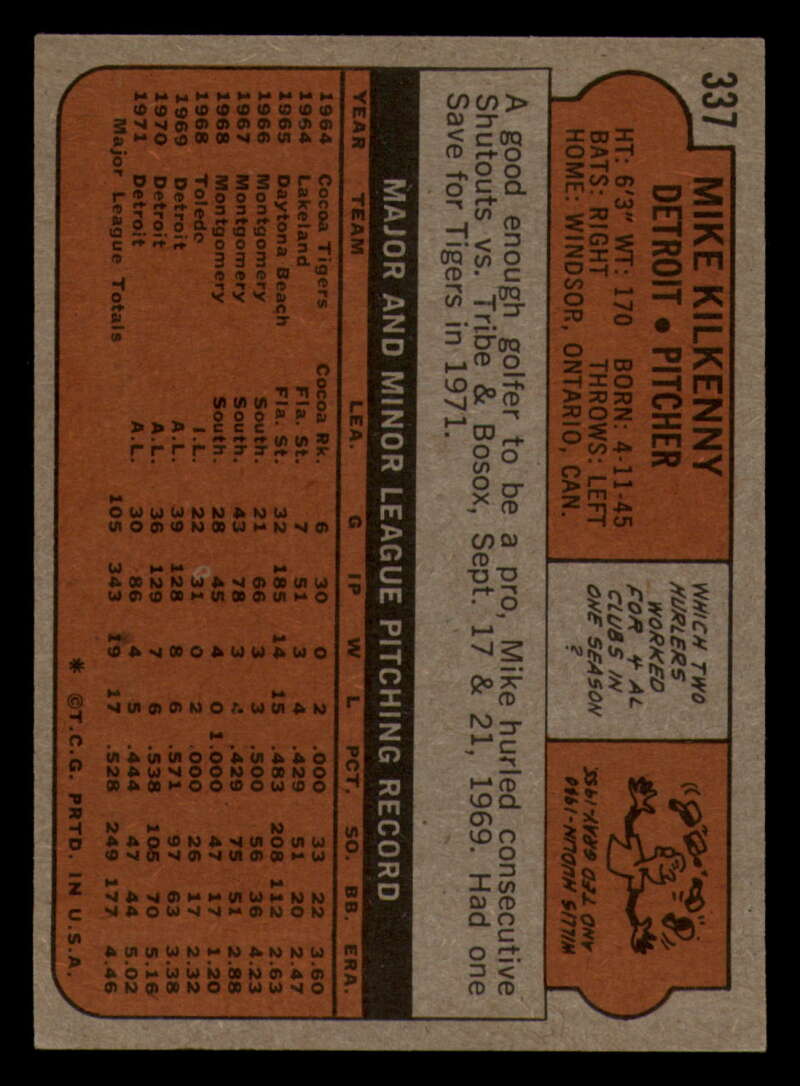 337
MIKE KILKENNY
DETROIT • PITCHER
HT: 6'3" WT: 170 BORN: 4-11-45
BATS: RIGHT THROWS: LEFT
HOME: WINDSOR, ONTARIO, CAN.
WHICH TWO
HURLERS
WORKED
FOR 4 AL
CLUBS IN
ONE SEASON
?
WILLIS HUDLIN-1940
AND TED GRAY-1955.
A good enough golfer to be a pro, Mike hurled consecutive
Shutouts vs. Tribe & Bosox, Sept. 17 & 21, 1969. Had one
Save for Tigers in 1971.
MAJOR AND MINOR LEAGUE PITCHING RECORD
YEAR TEAM LEA. G IP W L PCT. SO. BB. ERA.
1964 Cocoa Tigers Cocoa Rk. 6 30 0 2 .000 33 22 3.60
1964 Lakeland Fla. St. 7 51 3 4 .429 51 20 2.47
1965 Daytona Beach Fla. St. 32 185 14 15 .483 208 112 2.63
1966 Montgomery South. 21 66 3 3 .500 56 36 4.23
1967 Montgomery South. 43 78 3 4 .429 75 51 2.88
1968 Montgomery South. 28 45 4 0 1.000 47 17 1.20
1968 Toledo I.L. 22 31 0 2 .000 26 17 2.32
1969 Detroit A.L. 39 128 8 6 .571 97 63 3.38
1970 Detroit A.L. 36 129 7 6 .538 105 70 5.16
1971 Detroit A.L. 30 86 4 5 .444 47 44 5.02
Major League Totals 105 343 19 17 .528 249 177 4.46
* ©T.C.G. PRTD. IN U.S.A.